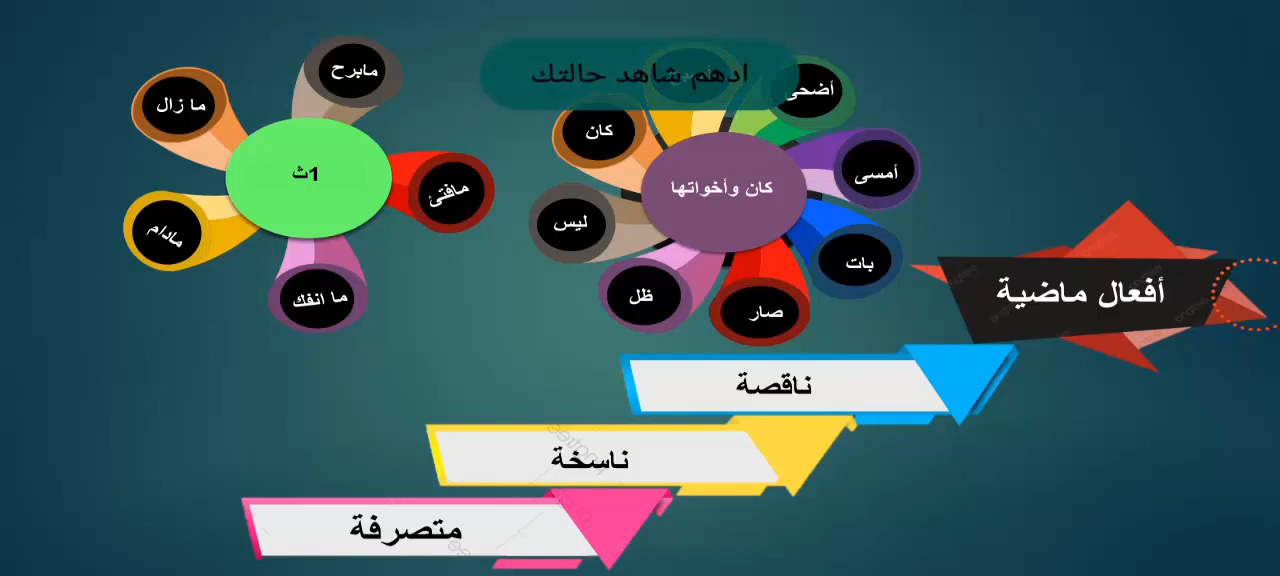 ادهم شاهد حالتك
كان وأخواتها
كان
أضحى
أمسى
بات
صار
ظل
ليس
1ث
مابرح
ما زال
مادام
ما انفك
مافتئ
أفعال ماضية
ناقصة
ناسخة
متصرفة